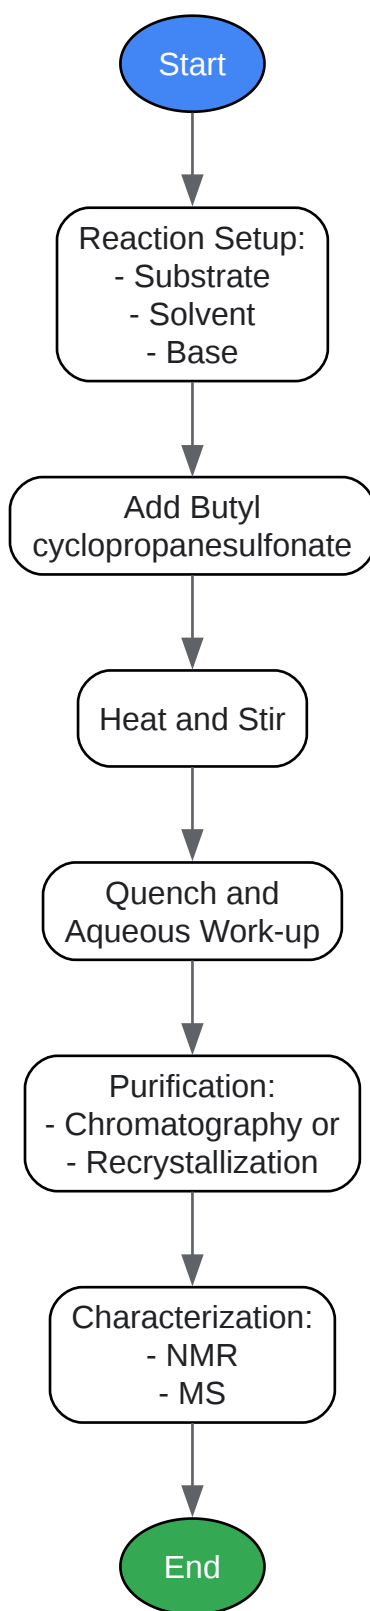 Start
Reaction Setup:
- Substrate
- Solvent
- Base
Add Butyl
cyclopropanesulfonate
Heat and Stir
Quench and
Aqueous Work-up
Purification:
- Chromatography or
- Recrystallization
Characterization:
- NMR
- MS
End